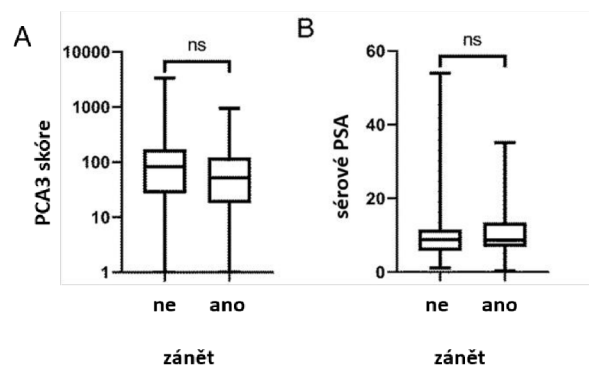 A
PCA3 skóre
10000
1000
100
10
1
ns
ne ano
zánět
B
sérové PSA
60
40
20
0
ns
ne ano
zánět